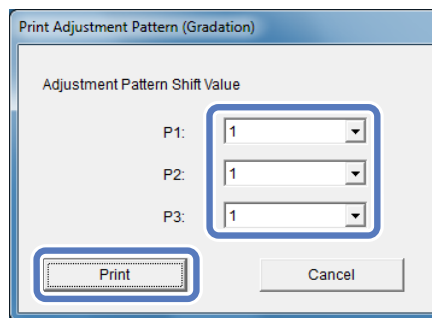 Print Adjustment Pattern (Gradation)
Adjustment Pattern Shift Value
P1: 1
P2: 1
P3: 1
Print Cancel